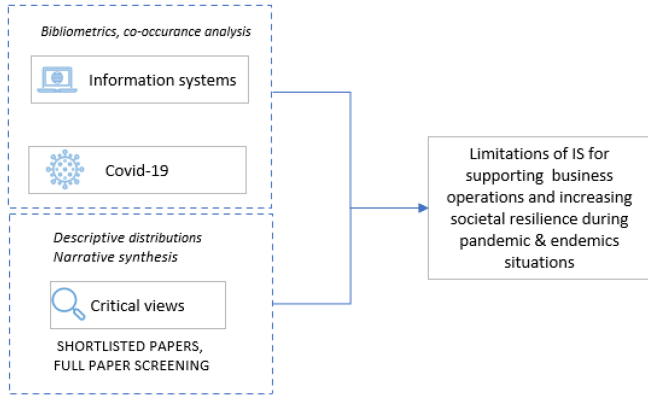 Bibliometrics, co-occurance analysis
Information systems
Covid-19
Descriptive distributions
Narrative synthesis
Critical views
SHORTLISTED PAPERS,
FULL PAPER SCREENING
Limitations of IS for
supporting business
operations and increasing
societal resilience during
pandemic & endemics
situations